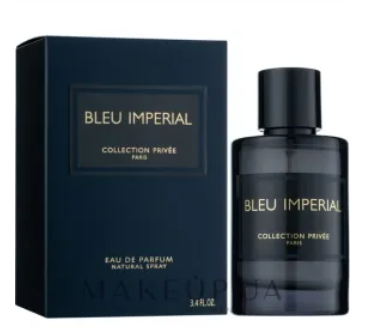 BLEU IMPERIAL
COLLECTION PRIVÉE
PARIS
EAU DE PARFUM
NATURAL SPRAY
3.4 FL.OZ.
BLEU IMPERIAL
COLLECTION PRIVÉE
PARIS
MAKEUP.UA